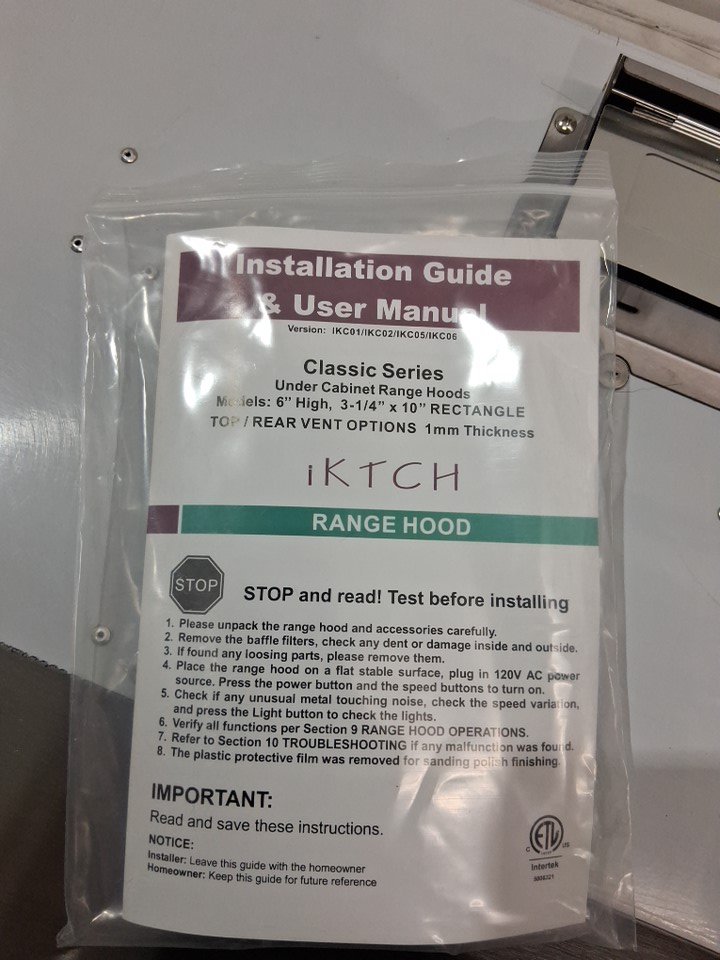 Installation Guide
& User Manual
Version: IKC01/IKC02/IKC05/IKC06
Classic Series
Under Cabinet Range Hoods
Models: 6” High, 3-1/4” x 10” RECTANGLE
TOP / REAR VENT OPTIONS 1mm Thickness
iKTCH
RANGE HOOD
STOP
STOP and read! Test before installing
1. Please unpack the range hood and accessories carefully.
2. Remove the baffle filters, check any dent or damage inside and outside.
3. If found any loosing parts, please remove them.
4. Place the range hood on a flat stable surface, plug in 120V AC power
source. Press the power button and the speed buttons to turn on.
5. Check if any unusual metal touching noise, check the speed variation,
and press the Light button to check the lights.
6. Verify all functions per Section 9 RANGE HOOD OPERATIONS.
7. Refer to Section 10 TROUBLESHOOTING if any malfunction was found.
8. The plastic protective film was removed for sanding polish finishing.
IMPORTANT:
Read and save these instructions.
NOTICE:
Installer: Leave this guide with the homeowner
Homeowner: Keep this guide for future reference
C ETL US
Intertek